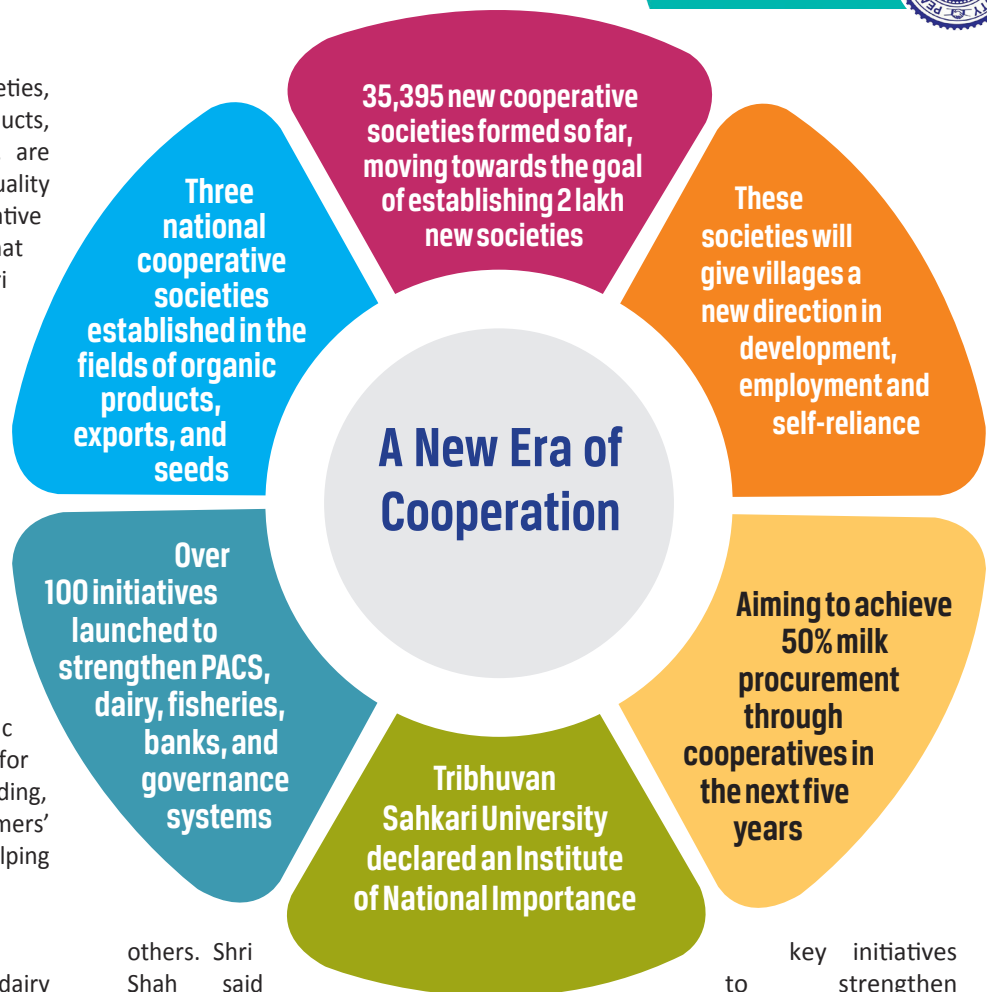 35,395 new cooperative
societies formed so far,
moving towards the goal
of establishing 2 lakh
new societies
These
societies will
give villages a
new direction in
development,
employment and
self-reliance
Aiming to achieve
50% milk
procurement
through
cooperatives in
the next five
years
Tribhuvan
Sahkari University
declared an Institute
of National Importance
Over
100 initiatives
launched to
strengthen PACS,
dairy, fisheries,
banks, and
governance
systems
Three
national
cooperative
societies
established in the
fields of organic
products,
exports, and
seeds
A New Era of
Cooperation
are
for
others. Shri
dairy
Shah said
key initiatives
to strengthen